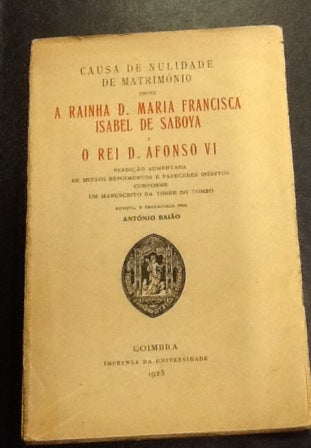 CAUSA DE NULIDADE
DE MATRIMÓNIO
ENTRE
A RAINHA D. MARIA FRANCISCA
ISABEL DE SABOYA
E
O REI D. AFONSO VI
REEDIÇÃO AUMENTADA
DE MUITOS DEPOIMENTOS E PARECERES INÉDITOS
CONFORME
UM MANUSCRITO DA TORRE DO TOMBO
REVISTA E PREFACIADA POR
ANTÓNIO BAIÃO
COIMBRA
IMPRENSA DA UNIVERSIDADE
1925